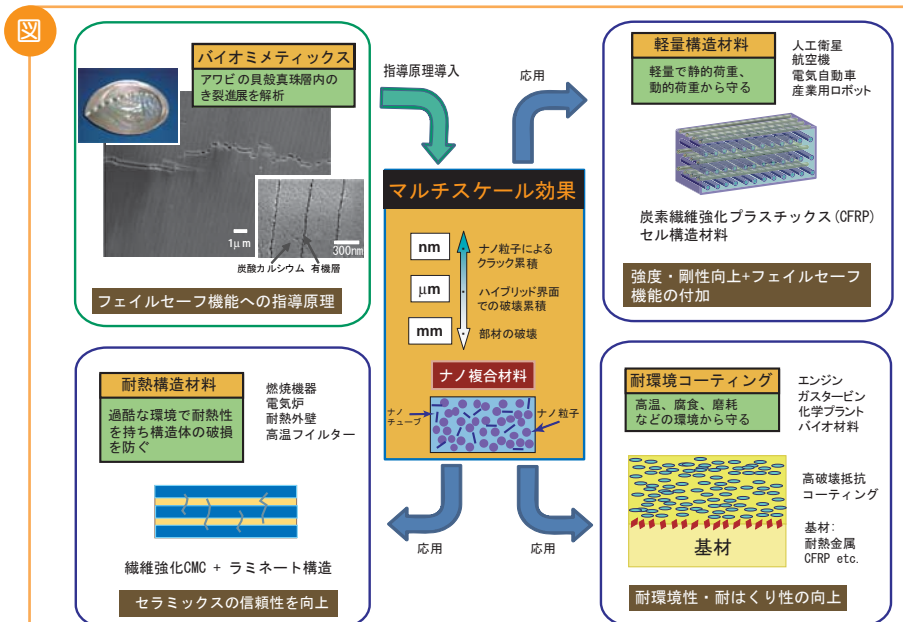 図
バイオミメティックス
アワビの貝殻真珠層内の
き裂進展を解析
1μm
300nm
炭酸カルシウム 有機層
フェイルセーフ機能への指導原理
指導原理導入
応用
軽量構造材料
軽量で静的荷重、
動的荷重から守る
人工衛星
航空機
電気自動車
産業用ロボット
炭素繊維強化プラスチックス(CFRP)
セル構造材料
強度・剛性向上+フェイルセーフ
機能の付加
マルチスケール効果
nm
ナノ粒子による
クラック累積
μm
ハイブリッド界面
での破壊累積
mm
部材の破壊
ナノ複合材料
ナノ
チューブ
ナノ粒子
耐熱構造材料
過酷な環境で耐熱性
を持ち構造体の破損
を防ぐ
燃焼機器
電気炉
耐熱外壁
高温フイルター
繊維強化CMC + ラミネート構造
セラミックスの信頼性を向上
応用
応用
耐環境コーティング
高温、腐食、磨耗
などの環境から守る
エンジン
ガスタービン
化学プラント
バイオ材料
高破壊抵抗
コーティング
基材
基材:
耐熱金属
CFRP etc.
耐環境性・耐はくり性の向上